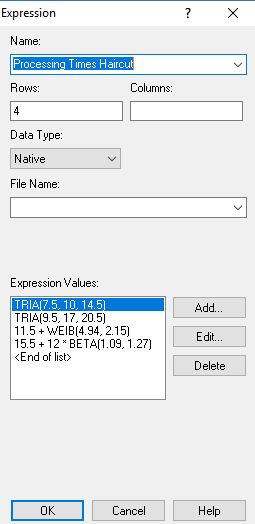 Expression
Name:
Processing Times Haircut
Rows:
Columns:
4
Data Type:
Native
File Name:
Expression Values:
TRIA(7.5, 10, 14.5)
TRIA(9.5, 17, 20.5)
11.5 + WEIB(4.94, 2.15)
15.5 + 12 * BETA(1.09, 1.27)
<End of list>
Add...
Edit...
Delete
OK
Cancel
Help